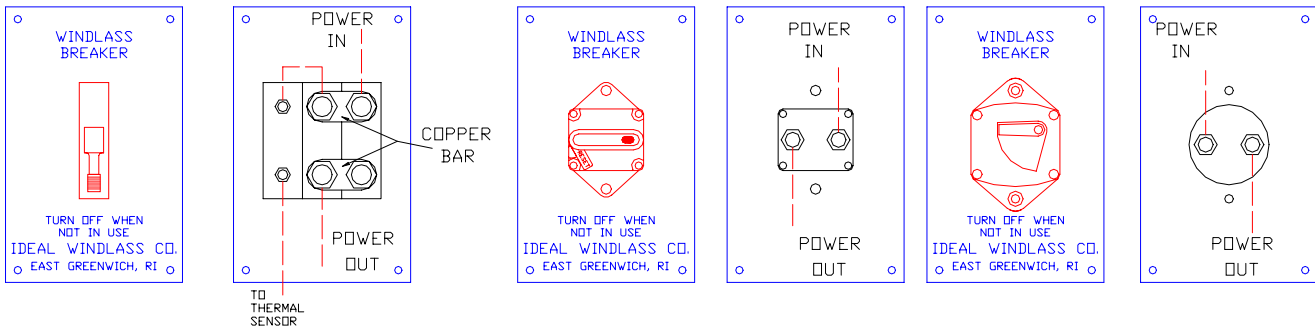 WINDLASS
BREAKER
TURN OFF WHEN
NOT IN USE
IDEAL WINDLASS CO.
EAST GREENWICH, RI
POWER
IN
COPPER
BAR
POWER
OUT
TO
THERMAL
SENSOR
WINDLASS
BREAKER
RESET
TURN OFF WHEN
NOT IN USE
IDEAL WINDLASS CO.
EAST GREENWICH, RI
POWER
IN
POWER
OUT
WINDLASS
BREAKER
TURN OFF WHEN
NOT IN USE
IDEAL WINDLASS CO.
EAST GREENWICH, RI
POWER
IN
POWER
OUT